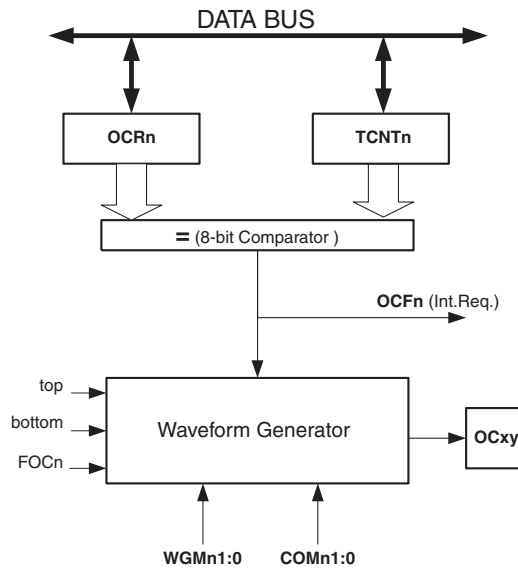 DATA BUS
OCRn
TCNTn
= (8-bit Comparator )
OCFn (Int.Req.)
top
bottom
FOCn
Waveform Generator
OCxy
WGMn1:0
COMn1:0